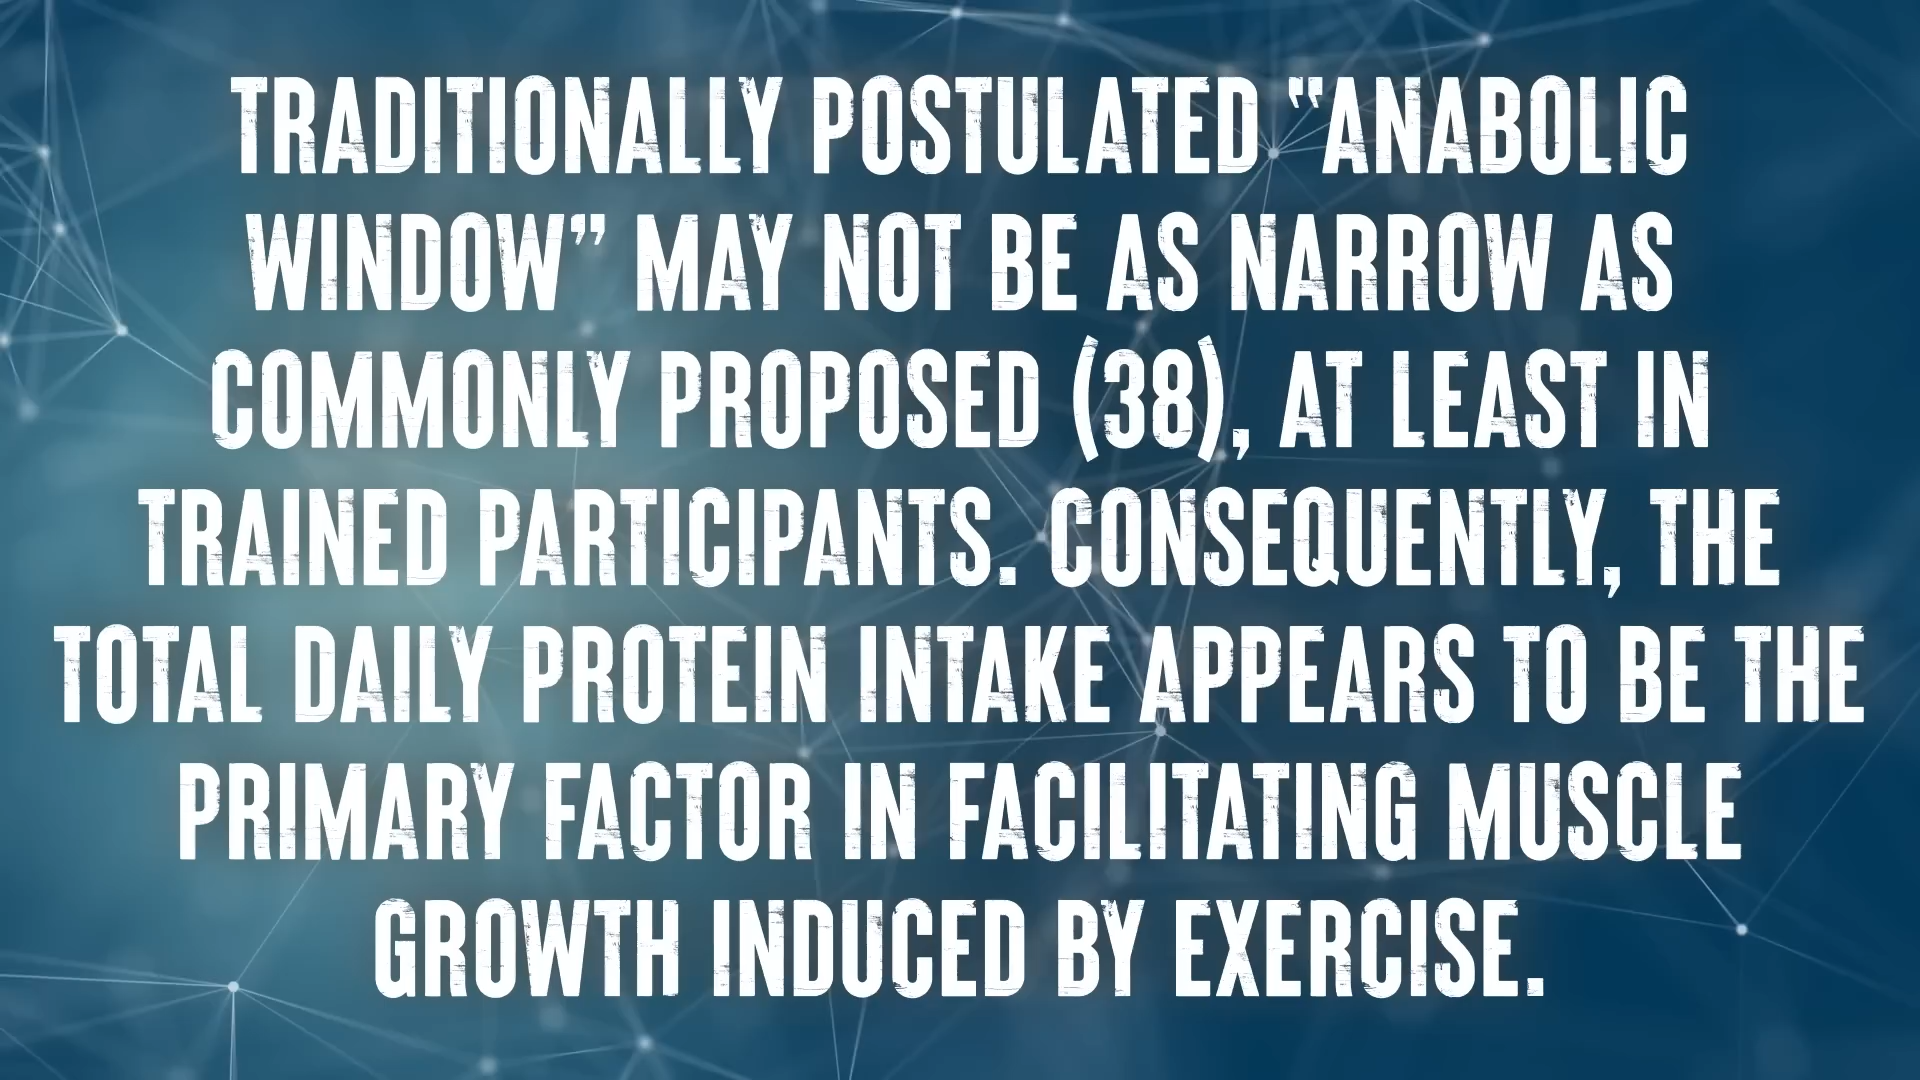 TRADITIONALLY POSTULATED "ANABOLIC
WINDOW" MAY NOT BE AS NARROW AS
COMMONLY PROPOSED (38), AT LEAST IN
TRAINED PARTICIPANTS. CONSEQUENTLY, THE
TOTAL DAILY PROTEIN INTAKE APPEARS TO BE THE
PRIMARY FACTOR IN FACILITATING MUSCLE
GROWTH INDUCED BY EXERCISE.